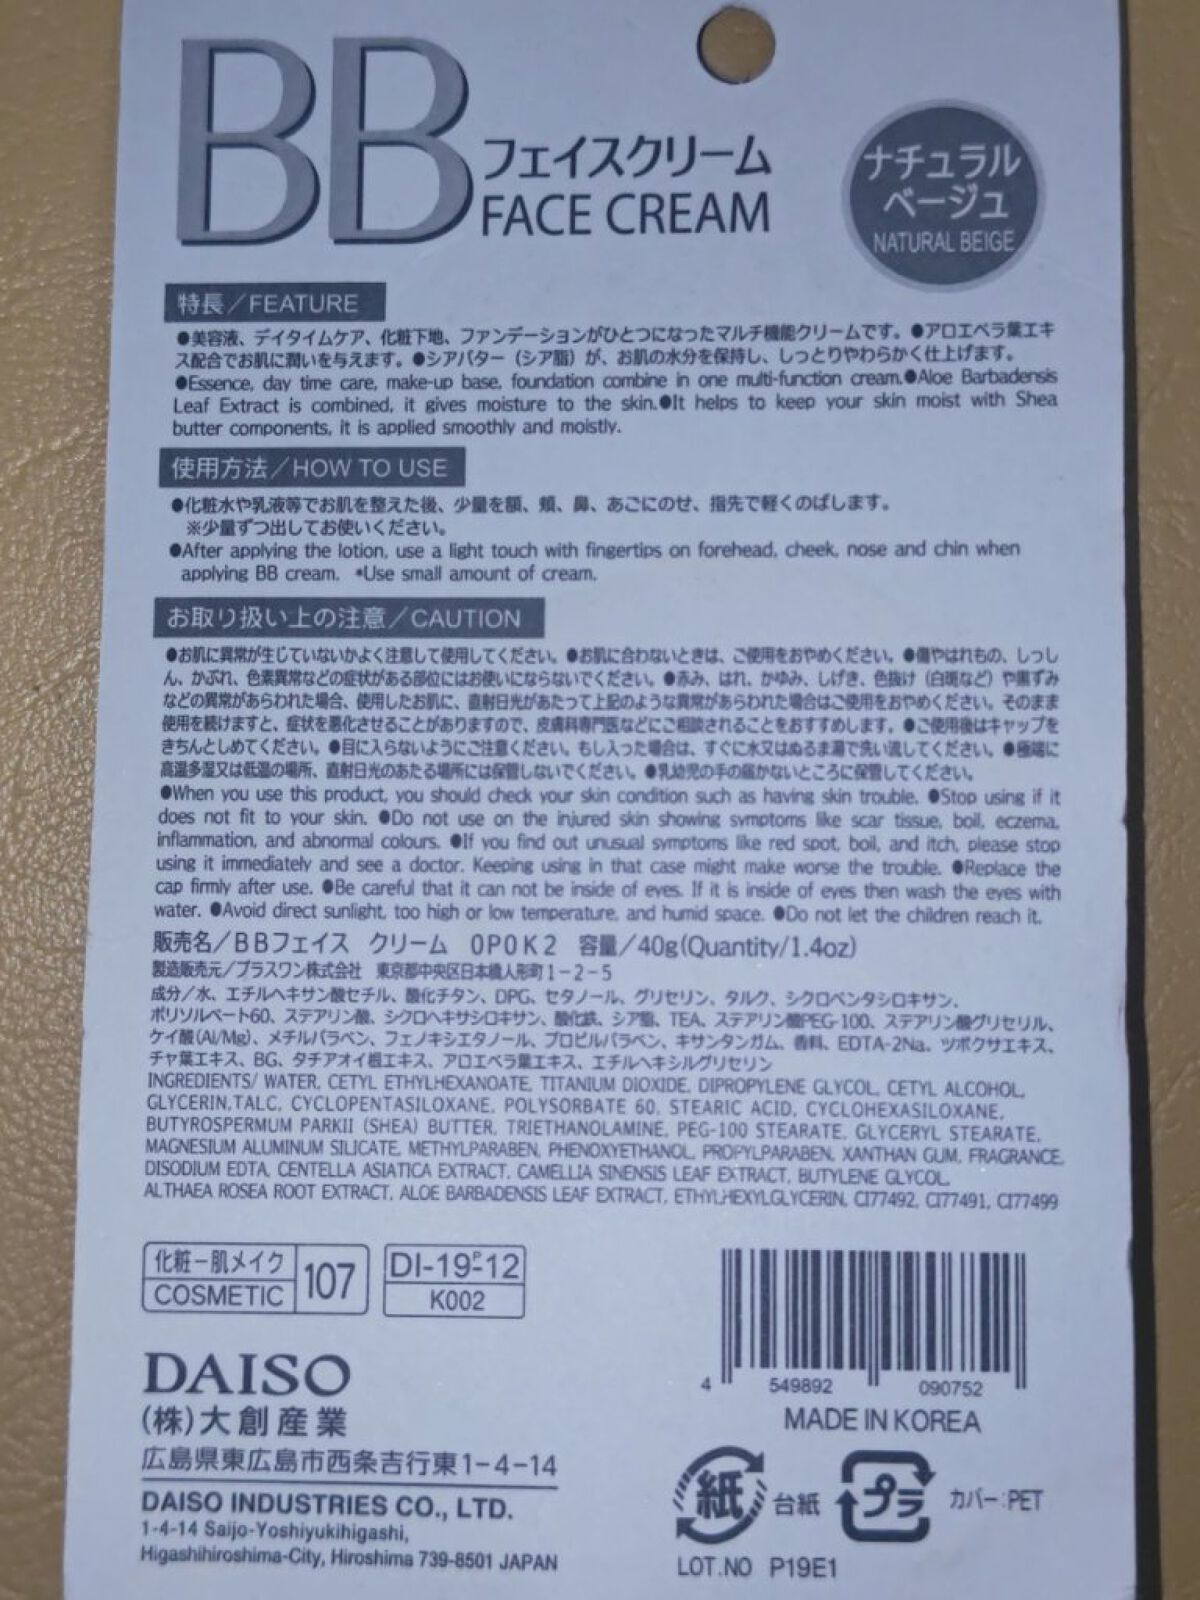 BB
フェイスクリーム
FACE CREAM
ナチュラル
ベージュ
NATURAL BEIGE
特長／FEATURE
●美容液、デイタイムケア、化粧下地、ファンデーションがひとつになったマルチ機能クリームです。●アロエベラ葉エキ
ス配合でお肌に潤いを与えます。●シアバター（シア脂）が、お肌の水分を保持し、しっとりやわらかく仕上げます。
●Essence, day time care, make-up base, foundation combine in one multi-function cream.●Aloe Barbadensis
Leaf Extract is combined, it gives moisture to the skin.●It helps to keep your skin moist with Shea
butter components, it is applied smoothly and moistly.
使用方法／HOW TO USE
●化粧水や乳液等でお肌を整えた後、少量を額、頬、鼻、あごにのせ、指先で軽くのばします。
※少量ずつ出してお使いください。
●After applying the lotion, use a light touch with fingertips on forehead, cheek, nose and chin when
applying BB cream. *Use small amount of cream.
お取り扱い上の注意／CAUTION
●お肌に異常が生じていないかよく注意して使用してください。●お肌に合わないときは、ご使用をおやめください。●傷やはれもの、しっし
ん、かぶれ、色素異常などの症状がある部位にはお使いにならないでください。●赤み、はれ、かゆみ、しげき、色抜け（白斑など）や黒ずみ
などの異常があらわれた場合、使用したお肌に、直射日光があたって上記のような異常があらわれた場合はご使用をおやめください。そのまま
使用を続けますと、症状を悪化させることがありますので、皮膚科専門医などにご相談されることをおすすめします。●ご使用後はキャップを
きちんとしめてください。●目に入らないようにご注意ください。もし入った場合は、すぐに水又はぬるま湯で洗い流してください。●極端に
高温多湿又は低温の場所、直射日光のあたる場所には保管しないでください。●乳幼児の手の届かないところに保管してください。
●When you use this product, you should check your skin condition such as having skin trouble. ●Stop using if it
does not fit to your skin. ●Do not use on the injured skin showing symptoms like scar tissue, boil, eczema,
inflammation, and abnormal colours. ●If you find out unusual symptoms like red spot, boil, and itch, please stop
using it immediately and see a doctor. Keeping using in that case might make worse the trouble. ●Replace the
cap firmly after use. ●Be careful that it can not be inside of eyes. If it is inside of eyes then wash the eyes with
water. ●Avoid direct sunlight, too high or low temperature, and humid space. ●Do not let the children reach it.
販売名／BBフェイス クリーム 0P0K2 容量／40g(Quantity/1.4oz)
製造販売元／プラスワン株式会社 東京都中央区日本橋人形町1－2－5
成分／水、エチルヘキサン酸セチル、酸化チタン、DPG、セタノール、グリセリン、タルク、シクロペンタシロキサン、
ポリソルベート60、ステアリン酸、シクロヘキサシロキサン、酸化鉄、シア脂、TEA、ステアリン酸PEG-100、ステアリン酸グリセリル、
ケイ酸(Al/Mg)、メチルパラベン、フェノキシエタノール、プロピルパラベン、キサンタンガム、香料、EDTA-2Na、ツボクサエキス、
チャ葉エキス、BG、タチアオイ根エキス、アロエベラ葉エキス、エチルヘキシルグリセリン
INGREDIENTS/ WATER, CETYL ETHYLHEXANOATE, TITANIUM DIOXIDE, DIPROPYLENE GLYCOL, CETYL ALCOHOL,
GLYCERIN,TALC, CYCLOPENTASILOXANE, POLYSORBATE 60, STEARIC ACID, CYCLOHEXASILOXANE,
BUTYROSPERMUM PARKII (SHEA) BUTTER, TRIETHANOLAMINE, PEG-100 STEARATE, GLYCERYL STEARATE,
MAGNESIUM ALUMINUM SILICATE, METHYLPARABEN, PHENOXYETHANOL, PROPYLPARABEN, XANTHAN GUM, FRAGRANCE,
DISODIUM EDTA, CENTELLA ASIATICA EXTRACT, CAMELLIA SINENSIS LEAF EXTRACT, BUTYLENE GLYCOL,
ALTHAEA ROSEA ROOT EXTRACT, ALOE BARBADENSIS LEAF EXTRACT, ETHYLHEXYLGLYCERIN, CI77492, CI77491, CI77499
化粧－肌メイク
COSMETIC
107
DI-19-P-12
K002
4 549892 090752
MADE IN KOREA
DAISO
(株)大創産業
広島県東広島市西条吉行東1－4－14
DAISO INDUSTRIES CO., LTD.
1-4-14 Saijo-Yoshiyukihigashi,
Higashihiroshima-City, Hiroshima 739-8501 JAPAN
紙 台紙
プラ カバー：PET
LOT.NO P19E1